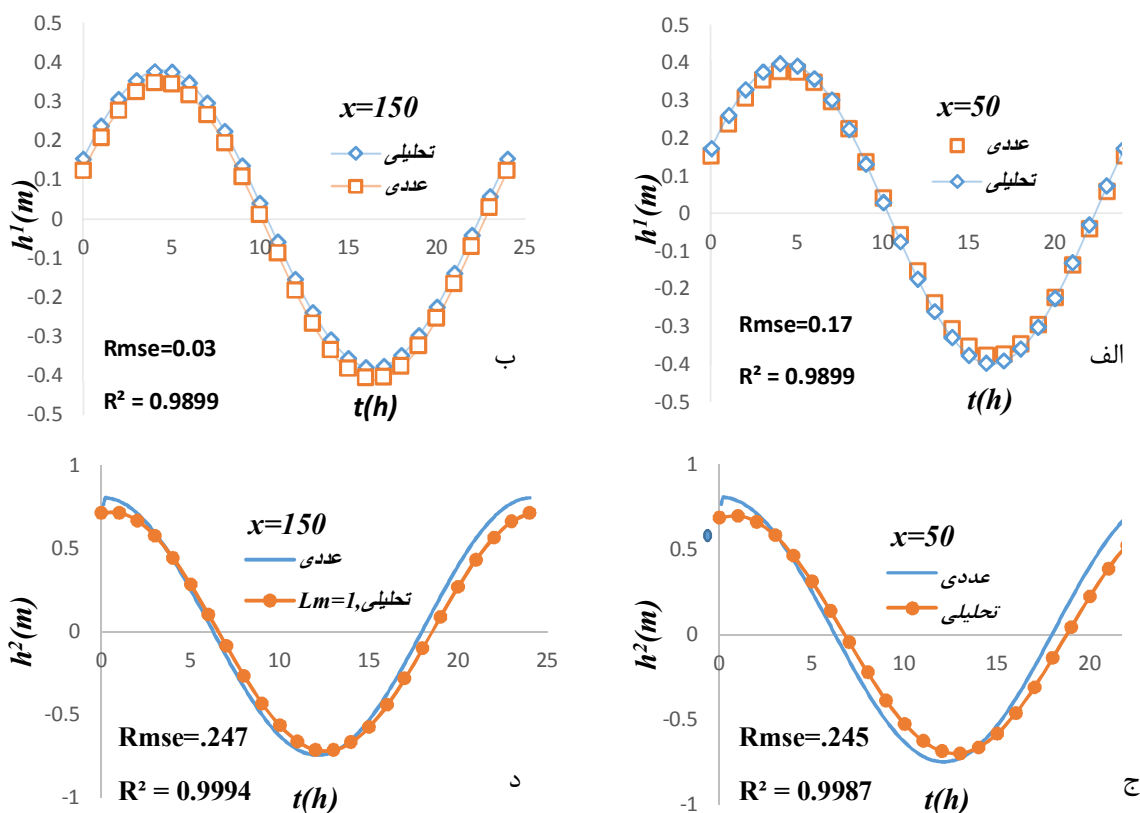 0.5
0.4
0.3
0.2
0.1
0
-0.1
-0.2
-0.3
-0.4
-0.5
0 5 10 15 20 25
h¹(m)
x=150
تحلیلی
عددی
Rmse=0.03
R² = 0.9899
t(h)
ب
0.5
0.4
0.3
0.2
0.1
0
-0.1
-0.2
-0.3
-0.4
-0.5
0 5 10 15 20
h¹(m)
x=50
عددی
تحلیلی
Rmse=0.17
R² = 0.9899
t(h)
الف
1
0.5
0
-0.5
-1
0 5 10 15 20 25
h²(m)
x=150
عددی
تحلیلی,Lm=1
Rmse=.247
R² = 0.9994
t(h)
د
1
0.5
0
-0.5
-1
0 5 10 15 20
h²(m)
x=50
عددی
تحلیلی
Rmse=.245
R² = 0.9987
t(h)
ج